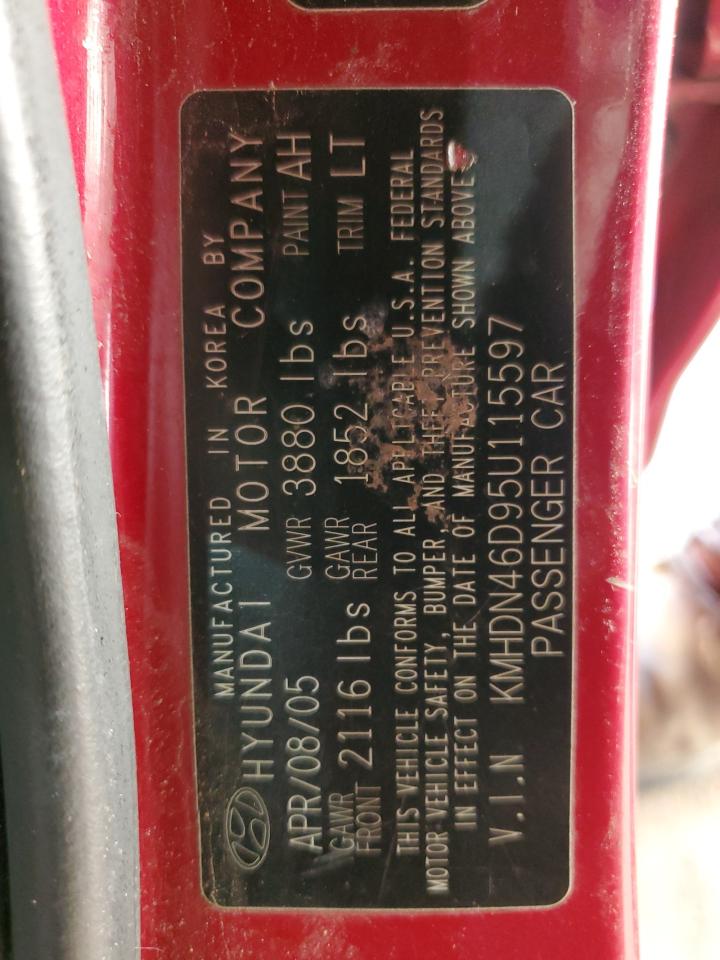 MANUFACTURED IN KOREA BY
HYUNDAI MOTOR COMPANY
APR/08/05 GVWR 3880 lbs PAINT AH
GAWR FRONT 2116 lbs GAWR REAR 1852 lbs TRIM LT
THIS VEHICLE CONFORMS TO ALL APPLICABLE U.S.A. FEDERAL
MOTOR VEHICLE SAFETY, BUMPER, AND THEFT PREVENTION STANDARDS
IN EFFECT ON THE DATE OF MANUFACTURE SHOWN ABOVE
V.I.N KMHDN46D95U115597
PASSENGER CAR